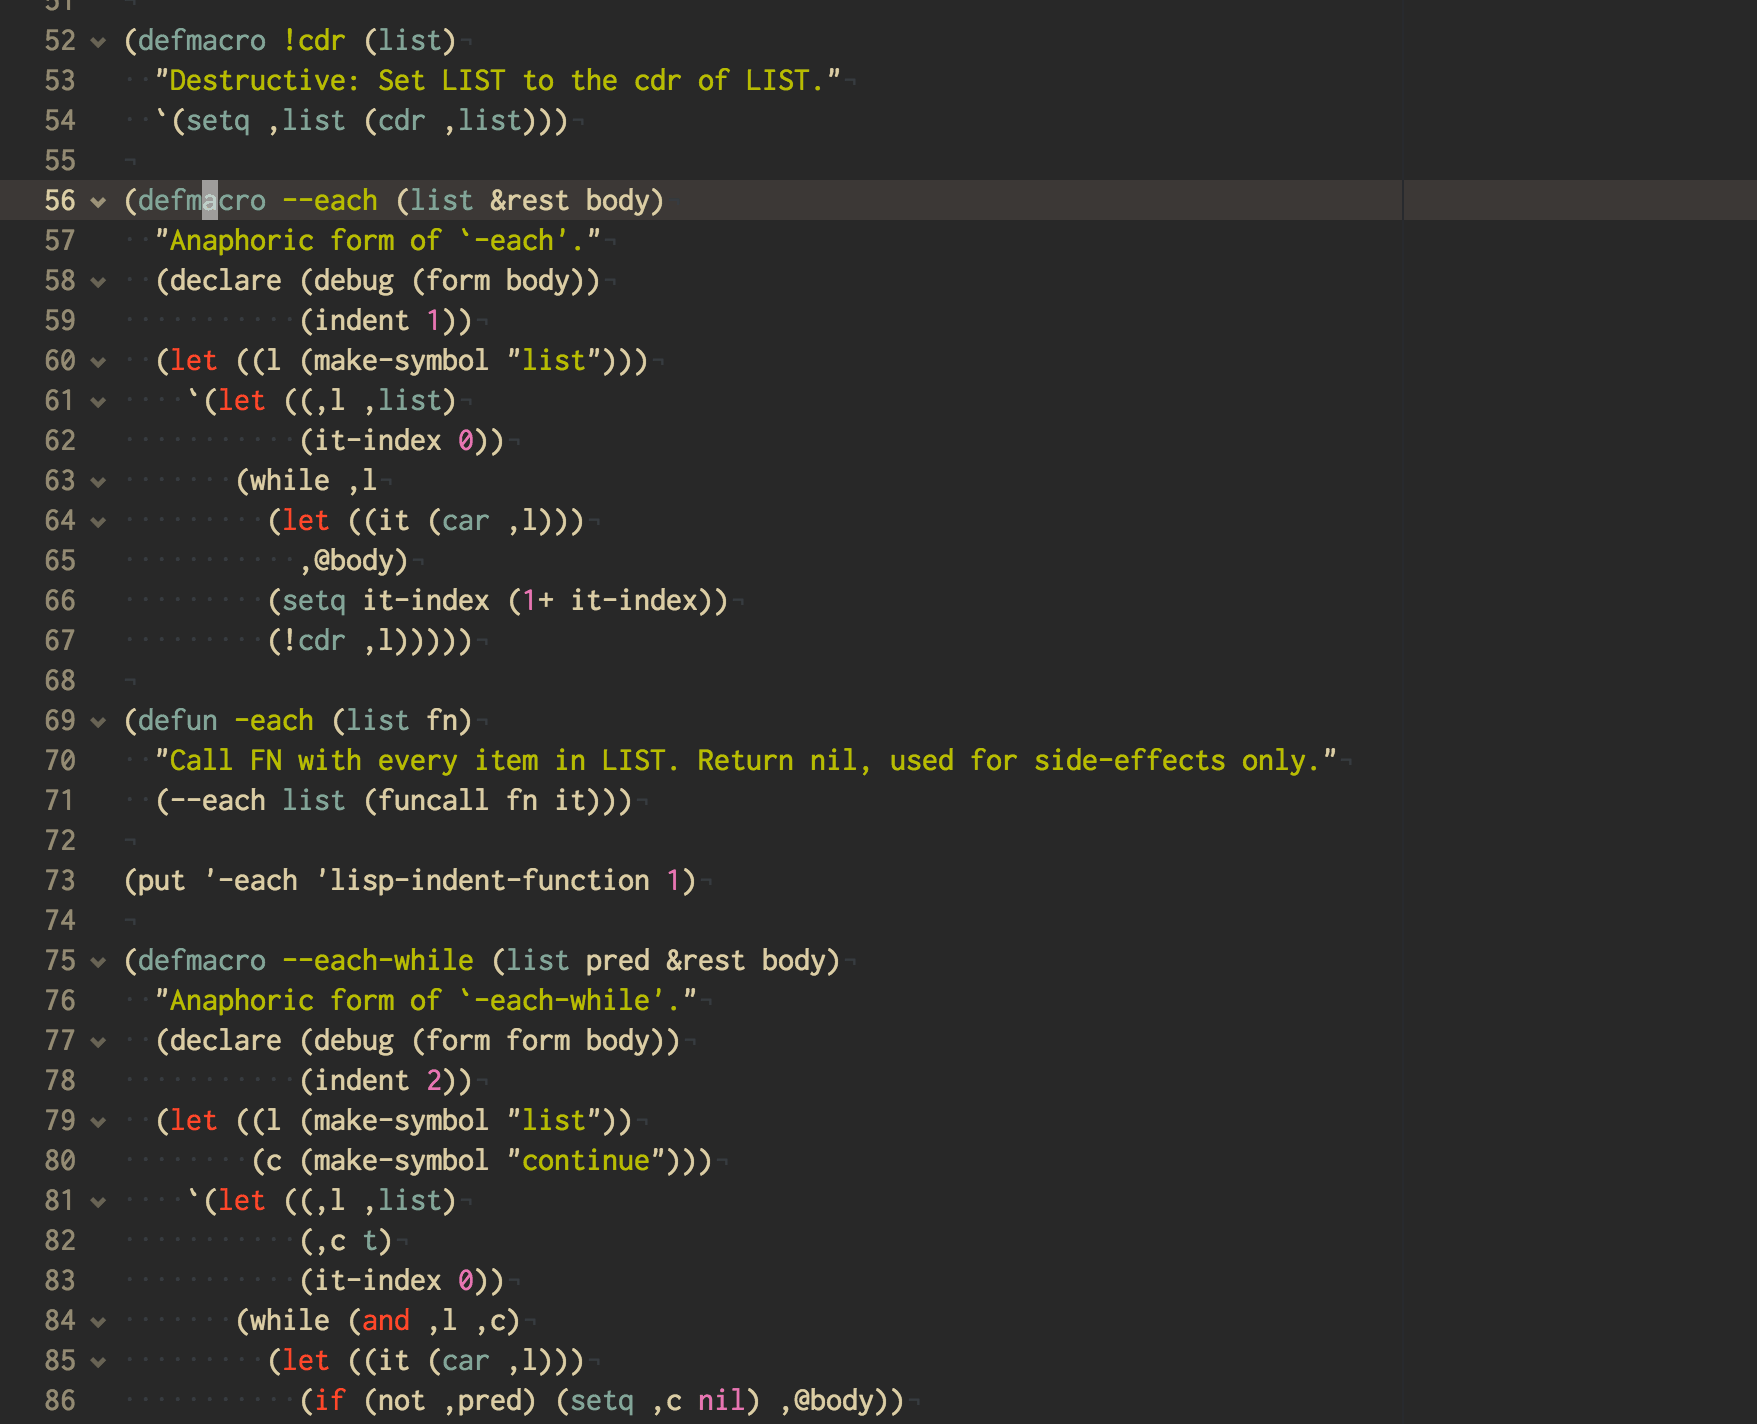 51
52 (defmacro !cdr (list)¬
53 ··"Destructive: Set LIST to the cdr of LIST."¬
54 ··`(setq ,list (cdr ,list)))¬
55 ¬
56 (defmacro --each (list &rest body)
57 ··"Anaphoric form of `-each'."¬
58 ··(declare (debug (form body))¬
59 ···········(indent 1))¬
60 ··(let ((l (make-symbol "list")))¬
61 ····`(let ((,l ,list)¬
62 ···········(it-index 0))¬
63 ·······(while ,l¬
64 ·········(let ((it (car ,l)))¬
65 ···········,@body)¬
66 ·········(setq it-index (1+ it-index))¬
67 ·········(!cdr ,l)))))¬
68 ¬
69 (defun -each (list fn)¬
70 ··"Call FN with every item in LIST. Return nil, used for side-effects only."¬
71 ··(--each list (funcall fn it)))¬
72 ¬
73 (put '-each 'lisp-indent-function 1)¬
74 ¬
75 (defmacro --each-while (list pred &rest body)¬
76 ··"Anaphoric form of `-each-while'."¬
77 ··(declare (debug (form form body))¬
78 ···········(indent 2))¬
79 ··(let ((l (make-symbol "list"))¬
80 ········(c (make-symbol "continue")))¬
81 ····`(let ((,l ,list)¬
82 ···········(,c t)¬
83 ···········(it-index 0))¬
84 ·······(while (and ,l ,c)¬
85 ·········(let ((it (car ,l)))¬
86 ···········(if (not ,pred) (setq ,c nil) ,@body))¬